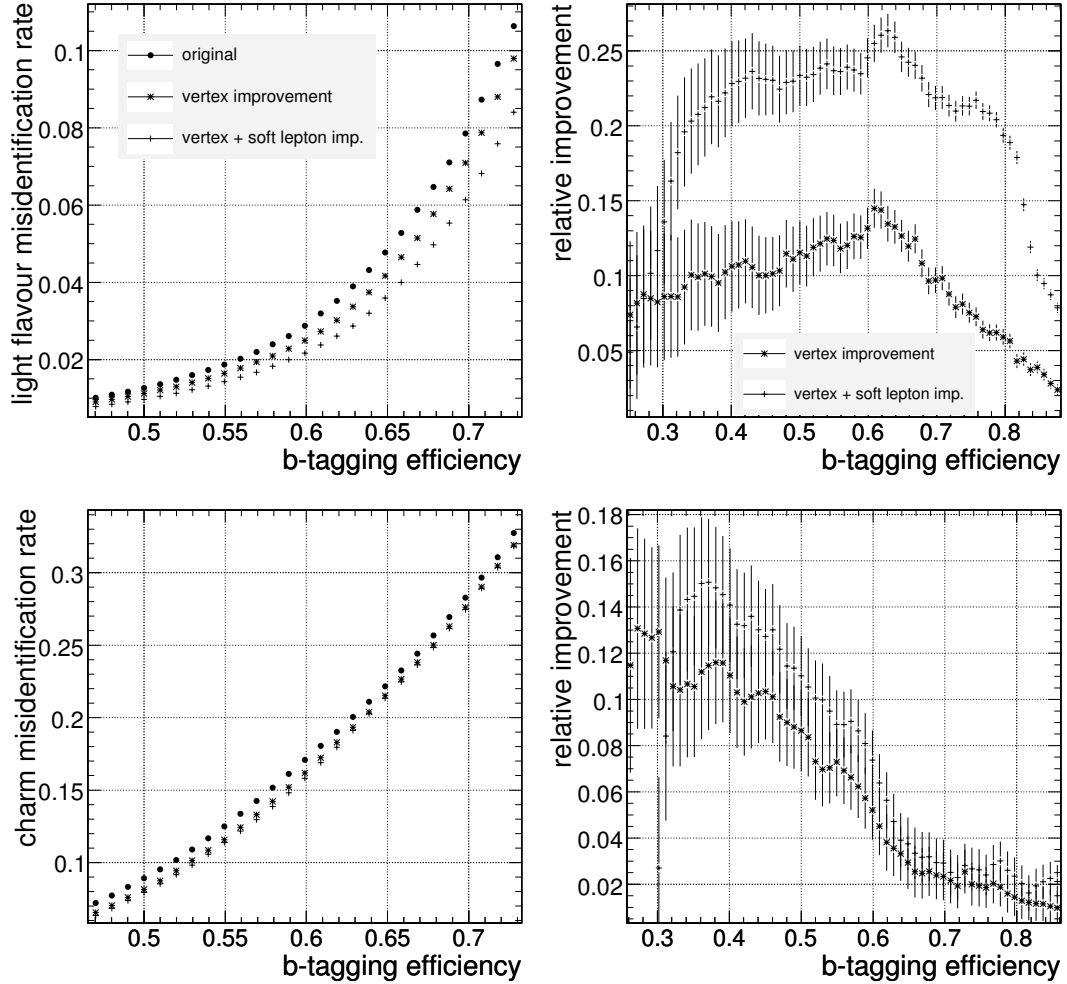 light flavour misidentification rate
0.1
0.08
0.06
0.04
0.02
original
vertex improvement
vertex + soft lepton imp.
0.5 0.55 0.6 0.65 0.7
b-tagging efficiency
relative improvement
0.25
0.2
0.15
0.1
0.05
vertex improvement
vertex + soft lepton imp.
0.3 0.4 0.5 0.6 0.7 0.8
b-tagging efficiency
charm misidentification rate
0.3
0.25
0.2
0.15
0.1
0.5 0.55 0.6 0.65 0.7
b-tagging efficiency
relative improvement
0.18
0.16
0.14
0.12
0.1
0.08
0.06
0.04
0.02
0.3 0.4 0.5 0.6 0.7 0.8
b-tagging efficiency